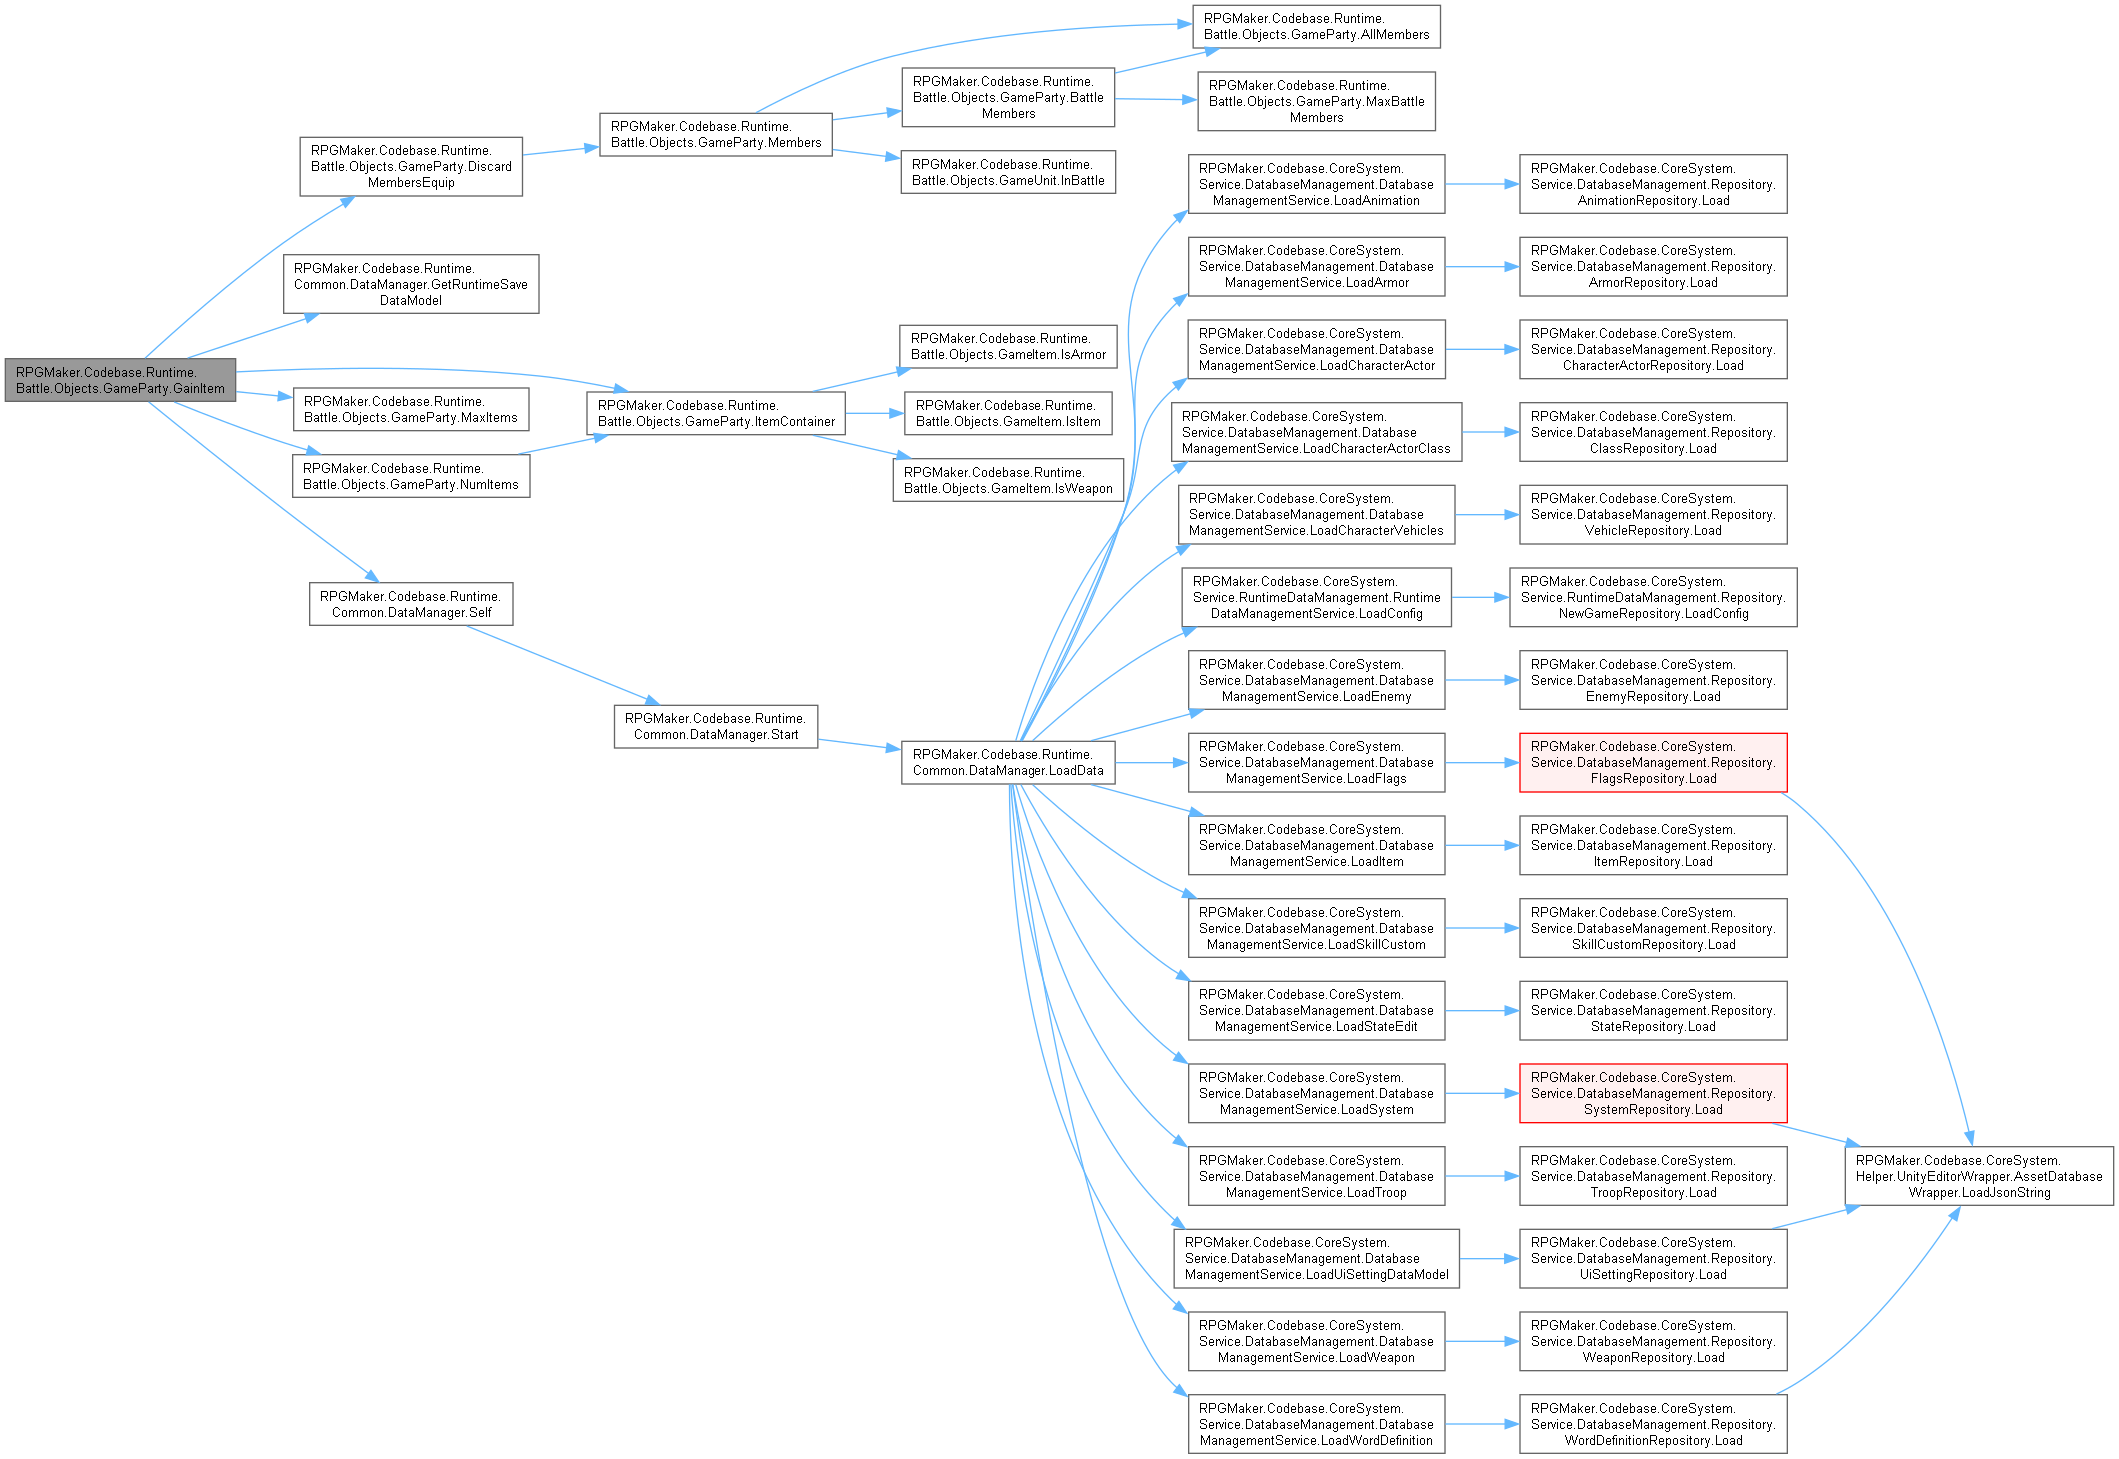 RPGMaker.Codebase.Runtime.
Battle.Objects.GameParty.GainItem
RPGMaker.Codebase.Runtime.
Battle.Objects.GameParty.Discard
MembersEquip
RPGMaker.Codebase.Runtime.
Common.DataManager.GetRuntimeSave
DataModel
RPGMaker.Codebase.Runtime.
Battle.Objects.GameParty.MaxItems
RPGMaker.Codebase.Runtime.
Battle.Objects.GameParty.NumItems
RPGMaker.Codebase.Runtime.
Common.DataManager.Self
RPGMaker.Codebase.Runtime.
Battle.Objects.GameParty.Members
RPGMaker.Codebase.Runtime.
Battle.Objects.GameParty.ItemContainer
RPGMaker.Codebase.Runtime.
Common.DataManager.Start
RPGMaker.Codebase.Runtime.
Battle.Objects.GameParty.Battle
Members
RPGMaker.Codebase.Runtime.
Battle.Objects.GameUnit.InBattle
RPGMaker.Codebase.Runtime.
Battle.Objects.GameItem.IsArmor
RPGMaker.Codebase.Runtime.
Battle.Objects.GameItem.IsItem
RPGMaker.Codebase.Runtime.
Battle.Objects.GameItem.IsWeapon
RPGMaker.Codebase.Runtime.
Common.DataManager.LoadData
RPGMaker.Codebase.Runtime.
Battle.Objects.GameParty.AllMembers
RPGMaker.Codebase.Runtime.
Battle.Objects.GameParty.MaxBattle
Members
RPGMaker.Codebase.CoreSystem.
Service.DatabaseManagement.Database
ManagementService.LoadAnimation
RPGMaker.Codebase.CoreSystem.
Service.DatabaseManagement.Database
ManagementService.LoadArmor
RPGMaker.Codebase.CoreSystem.
Service.DatabaseManagement.Database
ManagementService.LoadCharacterActor
RPGMaker.Codebase.CoreSystem.
Service.DatabaseManagement.Database
ManagementService.LoadCharacterActorClass
RPGMaker.Codebase.CoreSystem.
Service.DatabaseManagement.Database
ManagementService.LoadCharacterVehicles
RPGMaker.Codebase.CoreSystem.
Service.RuntimeDataManagement.Runtime
DataManagementService.LoadConfig
RPGMaker.Codebase.CoreSystem.
Service.DatabaseManagement.Database
ManagementService.LoadEnemy
RPGMaker.Codebase.CoreSystem.
Service.DatabaseManagement.Database
ManagementService.LoadFlags
RPGMaker.Codebase.CoreSystem.
Service.DatabaseManagement.Database
ManagementService.LoadItem
RPGMaker.Codebase.CoreSystem.
Service.DatabaseManagement.Database
ManagementService.LoadSkillCustom
RPGMaker.Codebase.CoreSystem.
Service.DatabaseManagement.Database
ManagementService.LoadStateEdit
RPGMaker.Codebase.CoreSystem.
Service.DatabaseManagement.Database
ManagementService.LoadSystem
RPGMaker.Codebase.CoreSystem.
Service.DatabaseManagement.Database
ManagementService.LoadTroop
RPGMaker.Codebase.CoreSystem.
Service.DatabaseManagement.Database
ManagementService.LoadUiSettingDataModel
RPGMaker.Codebase.CoreSystem.
Service.DatabaseManagement.Database
ManagementService.LoadWeapon
RPGMaker.Codebase.CoreSystem.
Service.DatabaseManagement.Database
ManagementService.LoadWordDefinition
RPGMaker.Codebase.CoreSystem.
Service.DatabaseManagement.Repository.
AnimationRepository.Load
RPGMaker.Codebase.CoreSystem.
Service.DatabaseManagement.Repository.
ArmorRepository.Load
RPGMaker.Codebase.CoreSystem.
Service.DatabaseManagement.Repository.
CharacterActorRepository.Load
RPGMaker.Codebase.CoreSystem.
Service.DatabaseManagement.Repository.
ClassRepository.Load
RPGMaker.Codebase.CoreSystem.
Service.DatabaseManagement.Repository.
VehicleRepository.Load
RPGMaker.Codebase.CoreSystem.
Service.RuntimeDataManagement.Repository.
NewGameRepository.LoadConfig
RPGMaker.Codebase.CoreSystem.
Service.DatabaseManagement.Repository.
EnemyRepository.Load
RPGMaker.Codebase.CoreSystem.
Service.DatabaseManagement.Repository.
FlagsRepository.Load
RPGMaker.Codebase.CoreSystem.
Service.DatabaseManagement.Repository.
ItemRepository.Load
RPGMaker.Codebase.CoreSystem.
Service.DatabaseManagement.Repository.
SkillCustomRepository.Load
RPGMaker.Codebase.CoreSystem.
Service.DatabaseManagement.Repository.
StateRepository.Load
RPGMaker.Codebase.CoreSystem.
Service.DatabaseManagement.Repository.
SystemRepository.Load
RPGMaker.Codebase.CoreSystem.
Service.DatabaseManagement.Repository.
TroopRepository.Load
RPGMaker.Codebase.CoreSystem.
Service.DatabaseManagement.Repository.
UiSettingRepository.Load
RPGMaker.Codebase.CoreSystem.
Service.DatabaseManagement.Repository.
WeaponRepository.Load
RPGMaker.Codebase.CoreSystem.
Service.DatabaseManagement.Repository.
WordDefinitionRepository.Load
RPGMaker.Codebase.CoreSystem.
Helper.UnityEditorWrapper.AssetDatabase
Wrapper.LoadJsonString